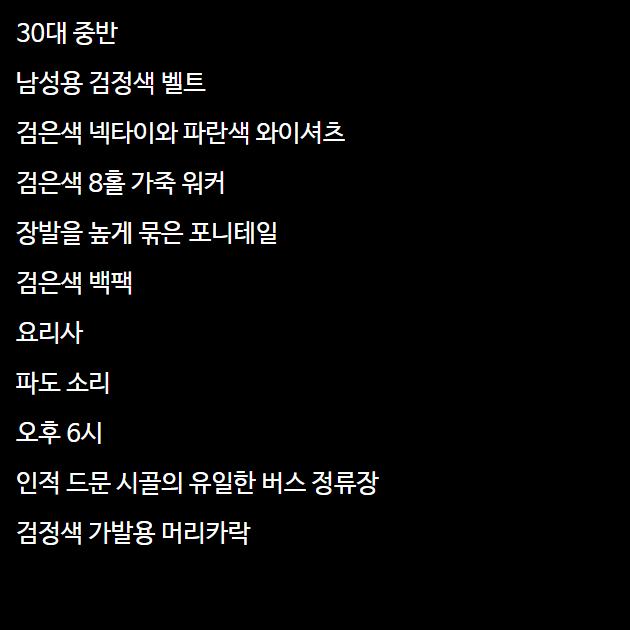 30대 중반
남성용 검정색 벨트
검은색 넥타이와 파란색 와이셔츠
검은색 8홀 가죽 워커
장발을 높게 묶은 포니테일
검은색 백팩
요리사
파도 소리
오후 6시
인적 드문 시골의 유일한 버스 정류장
검정색 가발용 머리카락